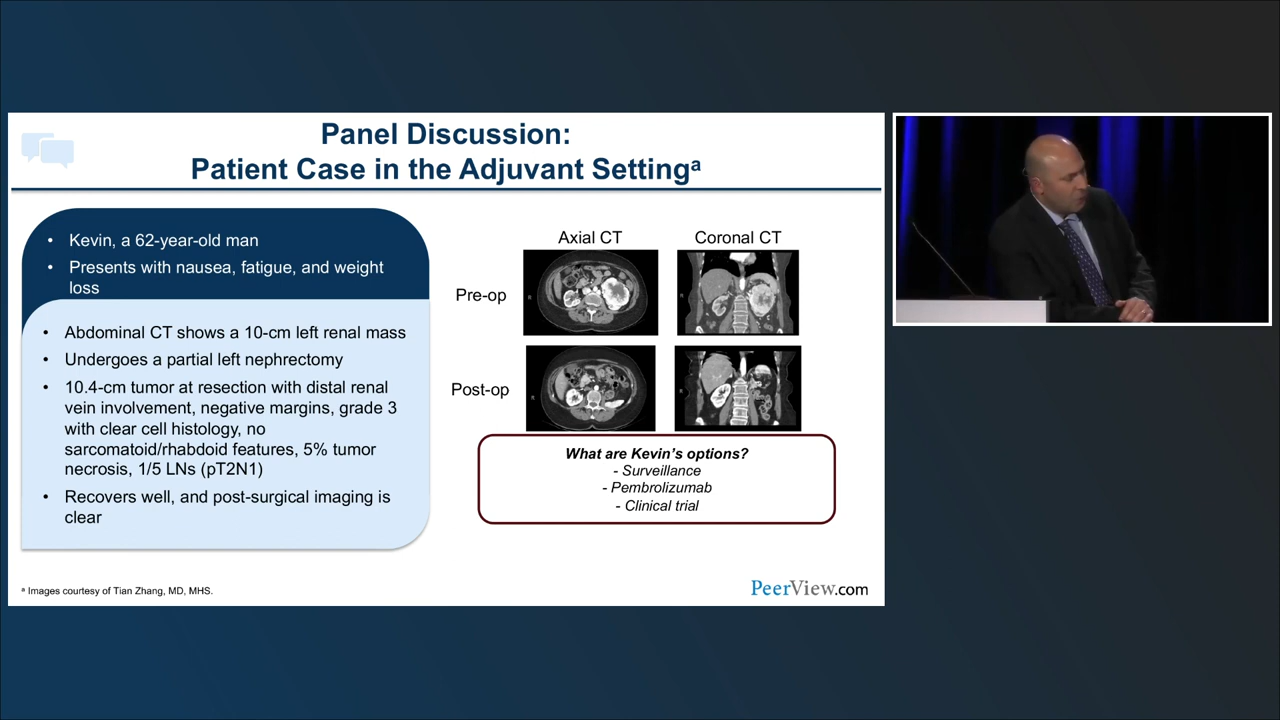 Panel Discussion:
Patient Case in the Adjuvant Settingᵃ
• Kevin, a 62-year-old man
• Presents with nausea, fatigue, and weight
loss
• Abdominal CT shows a 10-cm left renal mass
• Undergoes a partial left nephrectomy
• 10.4-cm tumor at resection with distal renal
vein involvement, negative margins, grade 3
with clear cell histology, no
sarcomatoid/rhabdoid features, 5% tumor
necrosis, 1/5 LNs (pT2N1)
• Recovers well, and post-surgical imaging is
clear
Axial CT
Coronal CT
Pre-op
Post-op
What are Kevin's options?
- Surveillance
- Pembrolizumab
- Clinical trial
ᵃ Images courtesy of Tian Zhang, MD, MHS.
PeerView.com